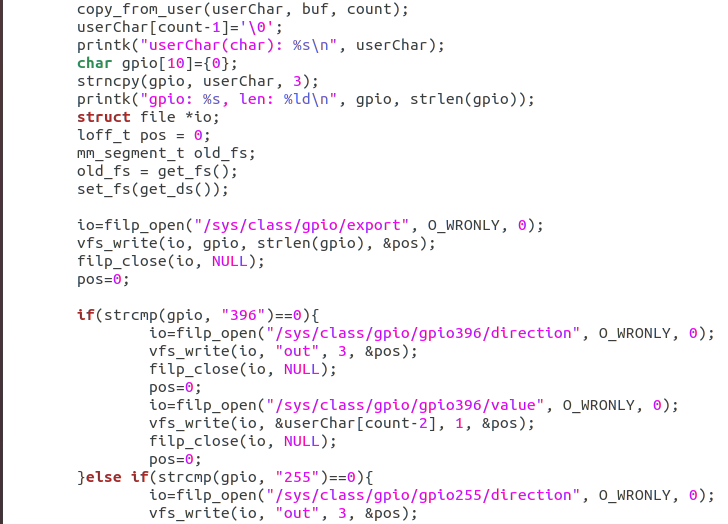 copy_from_user(userChar, buf, count);
userChar[count-1]='\0';
printk("userChar(char): %s\n", userChar);
char gpio[10]={0};
strncpy(gpio, userChar, 3);
printk("gpio: %s, len: %ld\n", gpio, strlen(gpio));
struct file *io;
loff_t pos = 0;
mm_segment_t old_fs;
old_fs = get_fs();
set_fs(get_ds());

io=filp_open("/sys/class/gpio/export", O_WRONLY, 0);
vfs_write(io, gpio, strlen(gpio), &pos);
filp_close(io, NULL);
pos=0;

if(strcmp(gpio, "396")==0){
        io=filp_open("/sys/class/gpio/gpio396/direction", O_WRONLY, 0);
        vfs_write(io, "out", 3, &pos);
        filp_close(io, NULL);
        pos=0;
        io=filp_open("/sys/class/gpio/gpio396/value", O_WRONLY, 0);
        vfs_write(io, &userChar[count-2], 1, &pos);
        filp_close(io, NULL);
        pos=0;
}else if(strcmp(gpio, "255")==0){
        io=filp_open("/sys/class/gpio/gpio255/direction", O_WRONLY, 0);
        vfs_write(io, "out", 3, &pos);